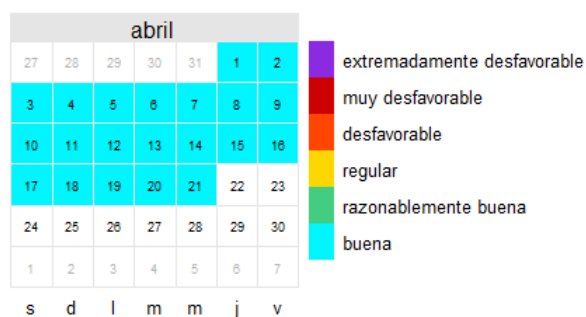 abril
27 28 29 30 31 1 2
3 4 5 6 7 8 9
10 11 12 13 14 15 16
17 18 19 20 21 22 23
24 25 26 27 28 29 30
1 2 3 4 5 6 7
s d l m m j v
extremadamente desfavorable
muy desfavorable
desfavorable
regular
razonablemente buena
buena